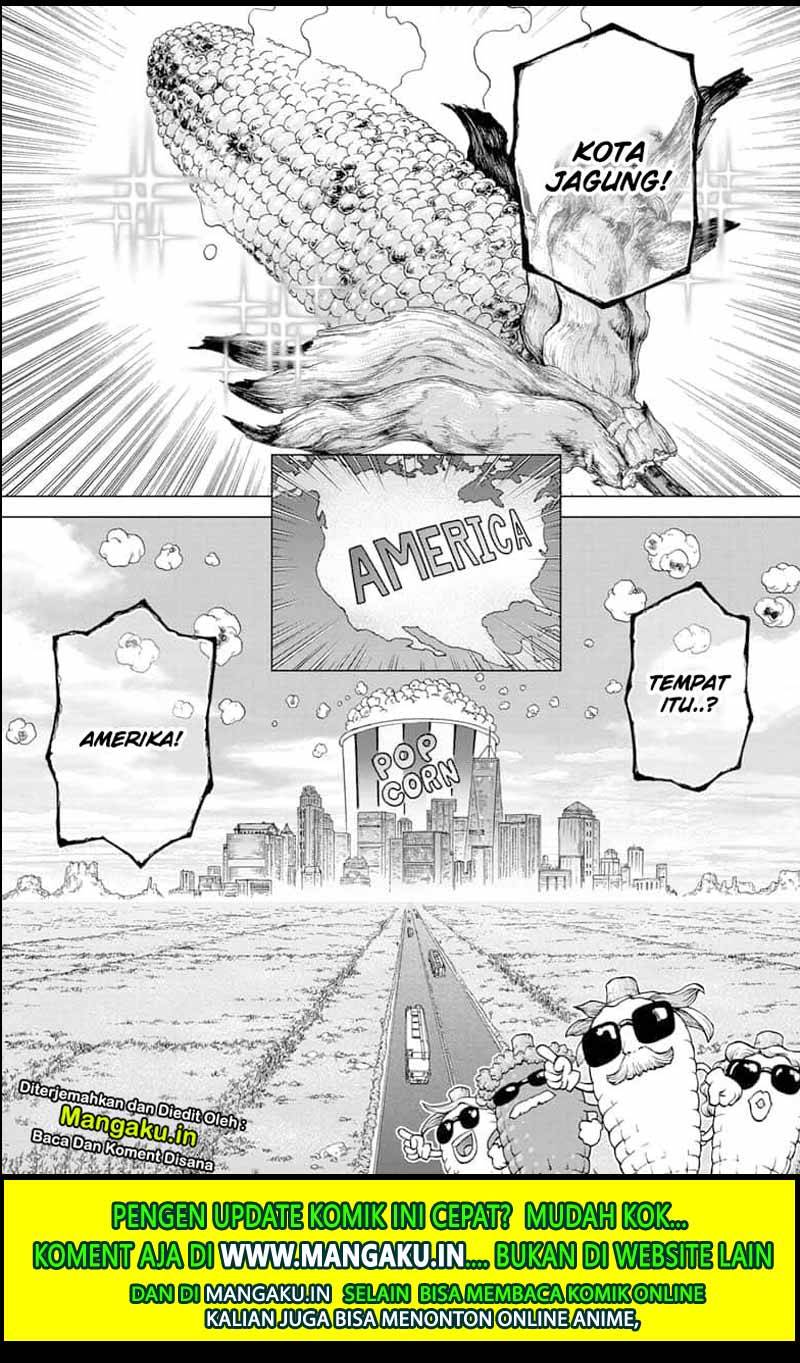 KOTA
JAGUNG!
AMERICA
TEMPAT
ITU..?
AMERIKA!
POP
CORN
Diterjemahkan dan Diedit Oleh :
Mangaku.in
Baca Dan Koment Disana
PENGEN UPDATE KOMIK INI CEPAT? MUDAH KOK...
KOMENT AJA DI WWW.MANGAKU.IN.... BUKAN DI WEBSITE LAIN
DAN DI MANGAKU.IN SELAIN BISA MEMBACA KOMIK ONLINE
KALIAN JUGA BISA MENONTON ONLINE ANIME,